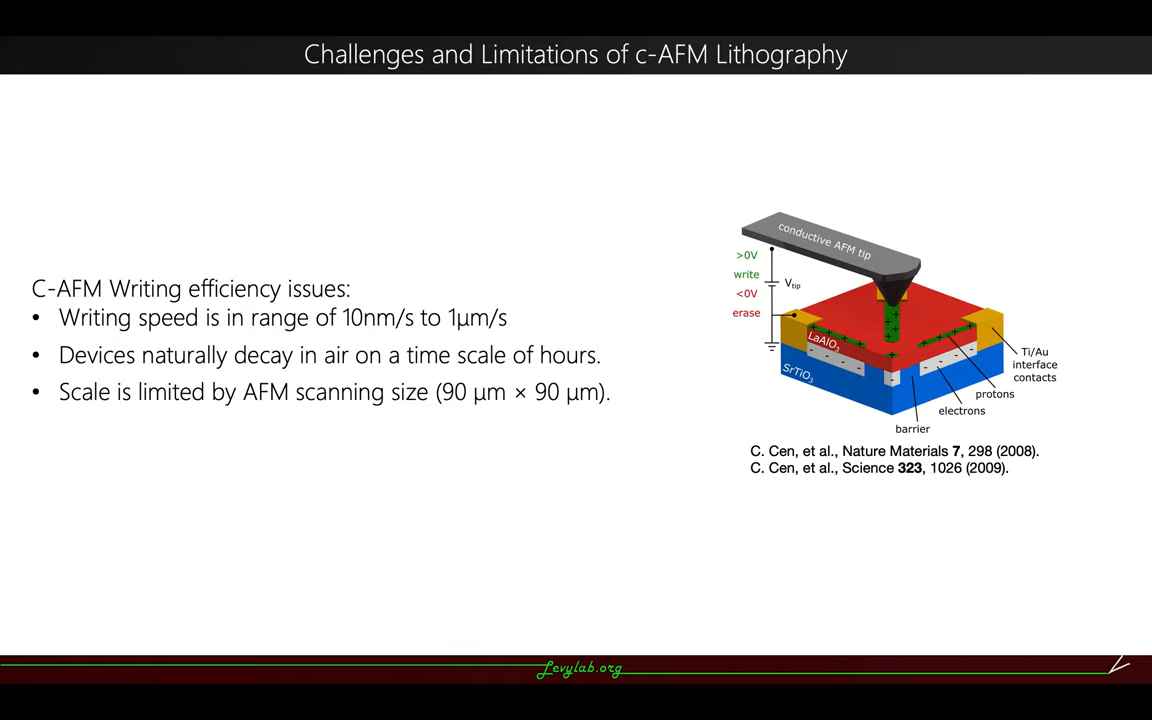 Challenges and Limitations of c-AFM Lithography
C-AFM Writing efficiency issues:
• Writing speed is in range of 10nm/s to 1μm/s
• Devices naturally decay in air on a time scale of hours.
• Scale is limited by AFM scanning size (90 μm × 90 μm).
conductive AFM tip
>0V
write
<0V
erase
Vtip
LaAlO3
SrTiO3
Ti/Au
interface
contacts
protons
electrons
barrier
C. Cen, et al., Nature Materials 7, 298 (2008).
C. Cen, et al., Science 323, 1026 (2009).
Levylab.org